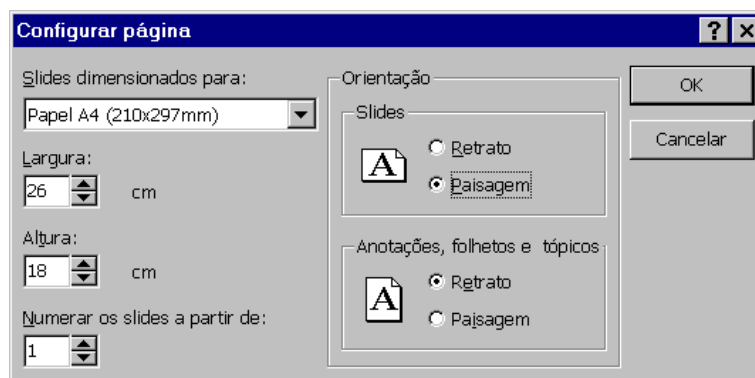 Configurar página
Slides dimensionados para:
Papel A4 (210x297mm)
Largura:
26 cm
Altura:
18 cm
Numerar os slides a partir de:
1
Orientação
Slides
A
Retrato
Paisagem
Anotações, folhetos e tópicos
A
Retrato
Paisagem
OK
Cancelar